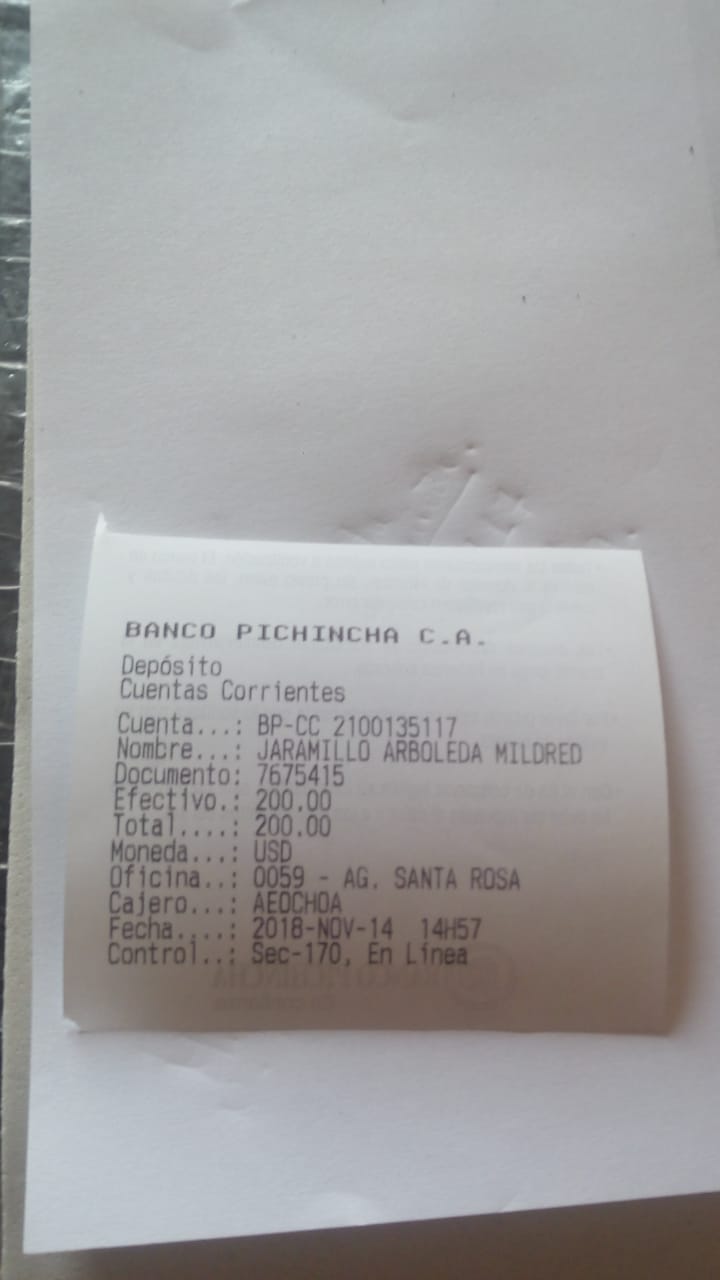 BANCO PICHINCHA C.A.
Depósito
Cuentas Corrientes
Cuenta...: BP-CC 2100135117
Nombre...: JARAMILLO ARBOLEDA MILDRED
Documento: 7675415
Efectivo.: 200.00
Total....: 200.00
Moneda...: USD
Oficina..: 0059 - AG. SANTA ROSA
Cajero...: AEOCHOA
Fecha....: 2018-NOV-14 14H57
Control..: Sec-170, En Línea